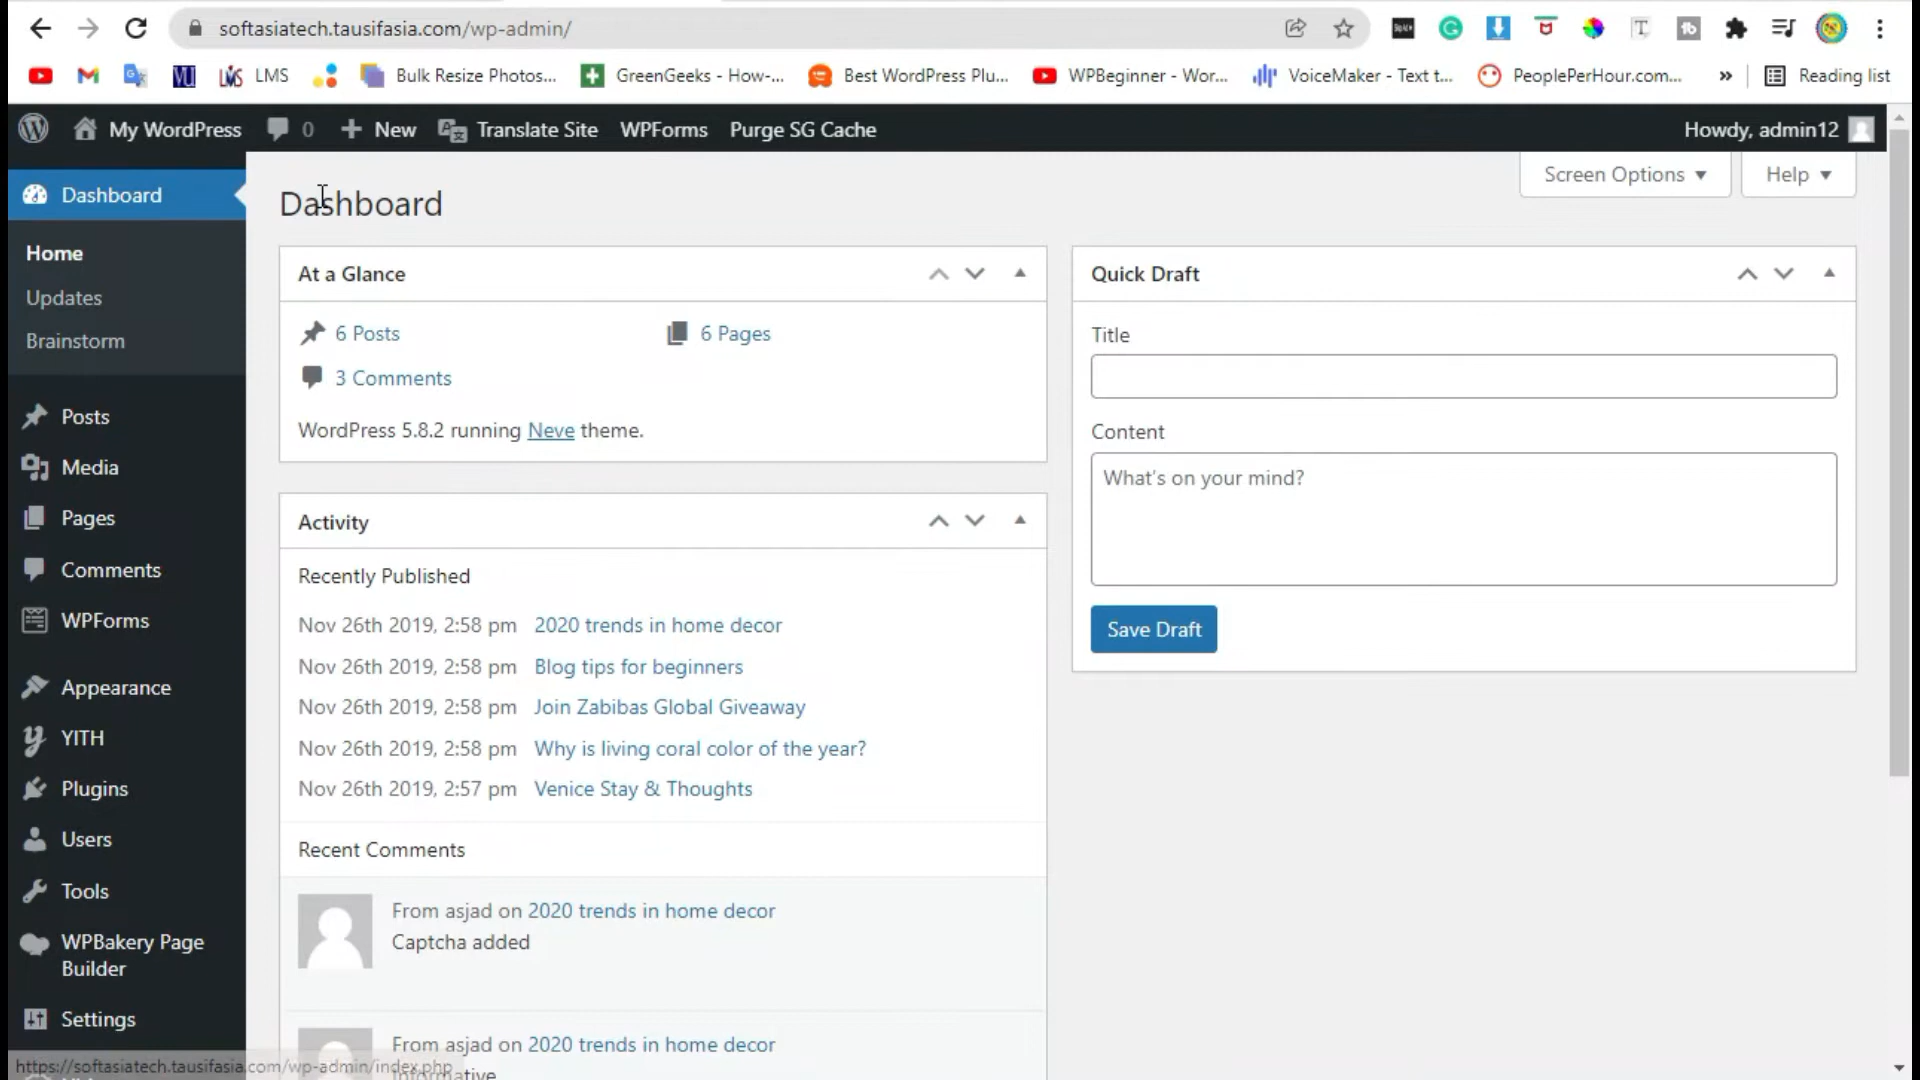 softasiatech.tausifasia.com/wp-admin/
LMS
Bulk Resize Photos...
GreenGeeks - How-...
Best WordPress Plu...
WPBeginner - Wor...
VoiceMaker - Text t...
PeoplePerHour.com...
»
Reading list
My WordPress
0
New
Translate Site
WPForms
Purge SG Cache
Howdy, admin12
Dashboard
Home
Updates
Brainstorm
Posts
Media
Pages
Comments
WPForms
Appearance
YITH
Plugins
Users
Tools
WPBakery Page
Builder
Settings
Dashboard
Screen Options
Help
At a Glance
6 Posts
6 Pages
3 Comments
WordPress 5.8.2 running Neve theme.
Activity
Recently Published
Nov 26th 2019, 2:58 pm 2020 trends in home decor
Nov 26th 2019, 2:58 pm Blog tips for beginners
Nov 26th 2019, 2:58 pm Join Zabibas Global Giveaway
Nov 26th 2019, 2:58 pm Why is living coral color of the year?
Nov 26th 2019, 2:57 pm Venice Stay & Thoughts
Recent Comments
From asjad on 2020 trends in home decor
Captcha added
From asjad on 2020 trends in home decor
Informative
Quick Draft
Title
Content
What's on your mind?
Save Draft
https://softasiatech.tausifasia.com/wp-admin/index.php